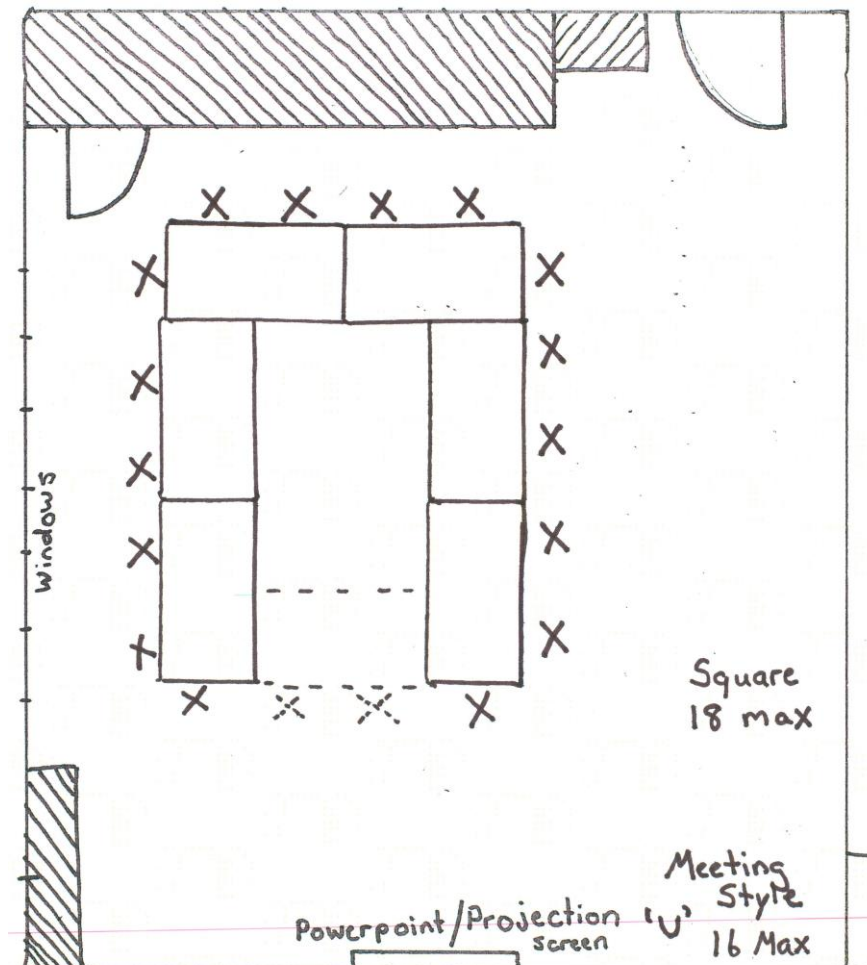 Windows
Square
18 max
Meeting
Style
'U'
16 Max
Powerpoint/Projection
screen